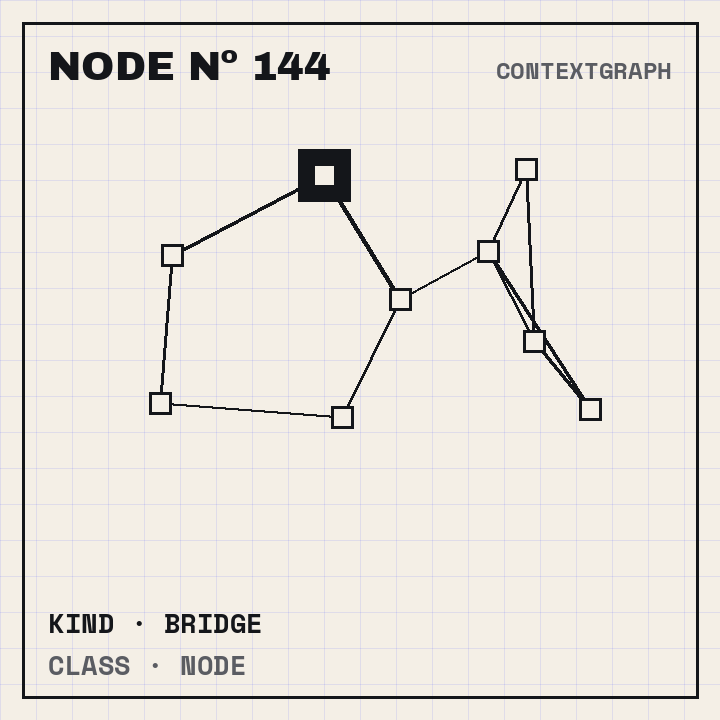 NODE Nº 144
CONTEXTGRAPH
KIND · BRIDGE
CLASS · NODE